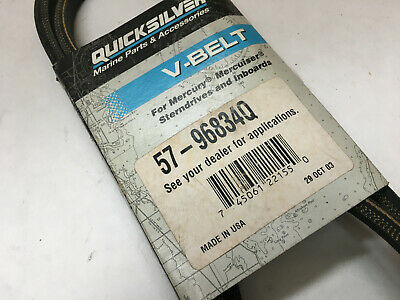 QUICKSILVER
Marine Parts & Accessories
V-BELT
For Mercury® Mercruisers
Sterndrives and Inboards
57-96834Q
See your dealer for applications.
7 45061 22155 0
MADE IN USA
29 OCT 03